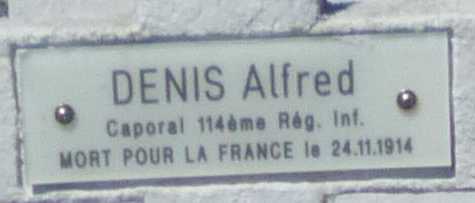 DENIS Alfred
Caporal 114ème Rég. Inf.
MORT POUR LA FRANCE le 24.11.1914